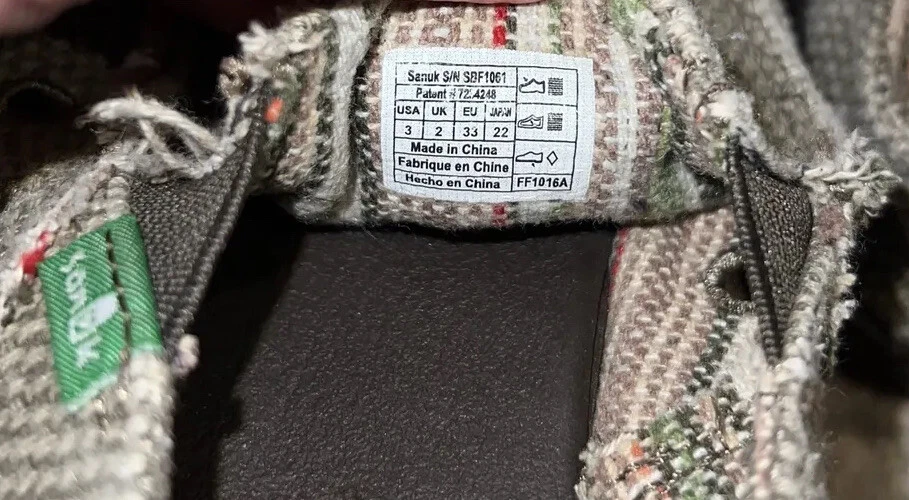 Sanuk S/N SBF1061
Patent #
USA UK EU JAPAN
3 2 33 22
Made in China
Fabrique en Chine
Hecho en China
FF1016A
sanuk